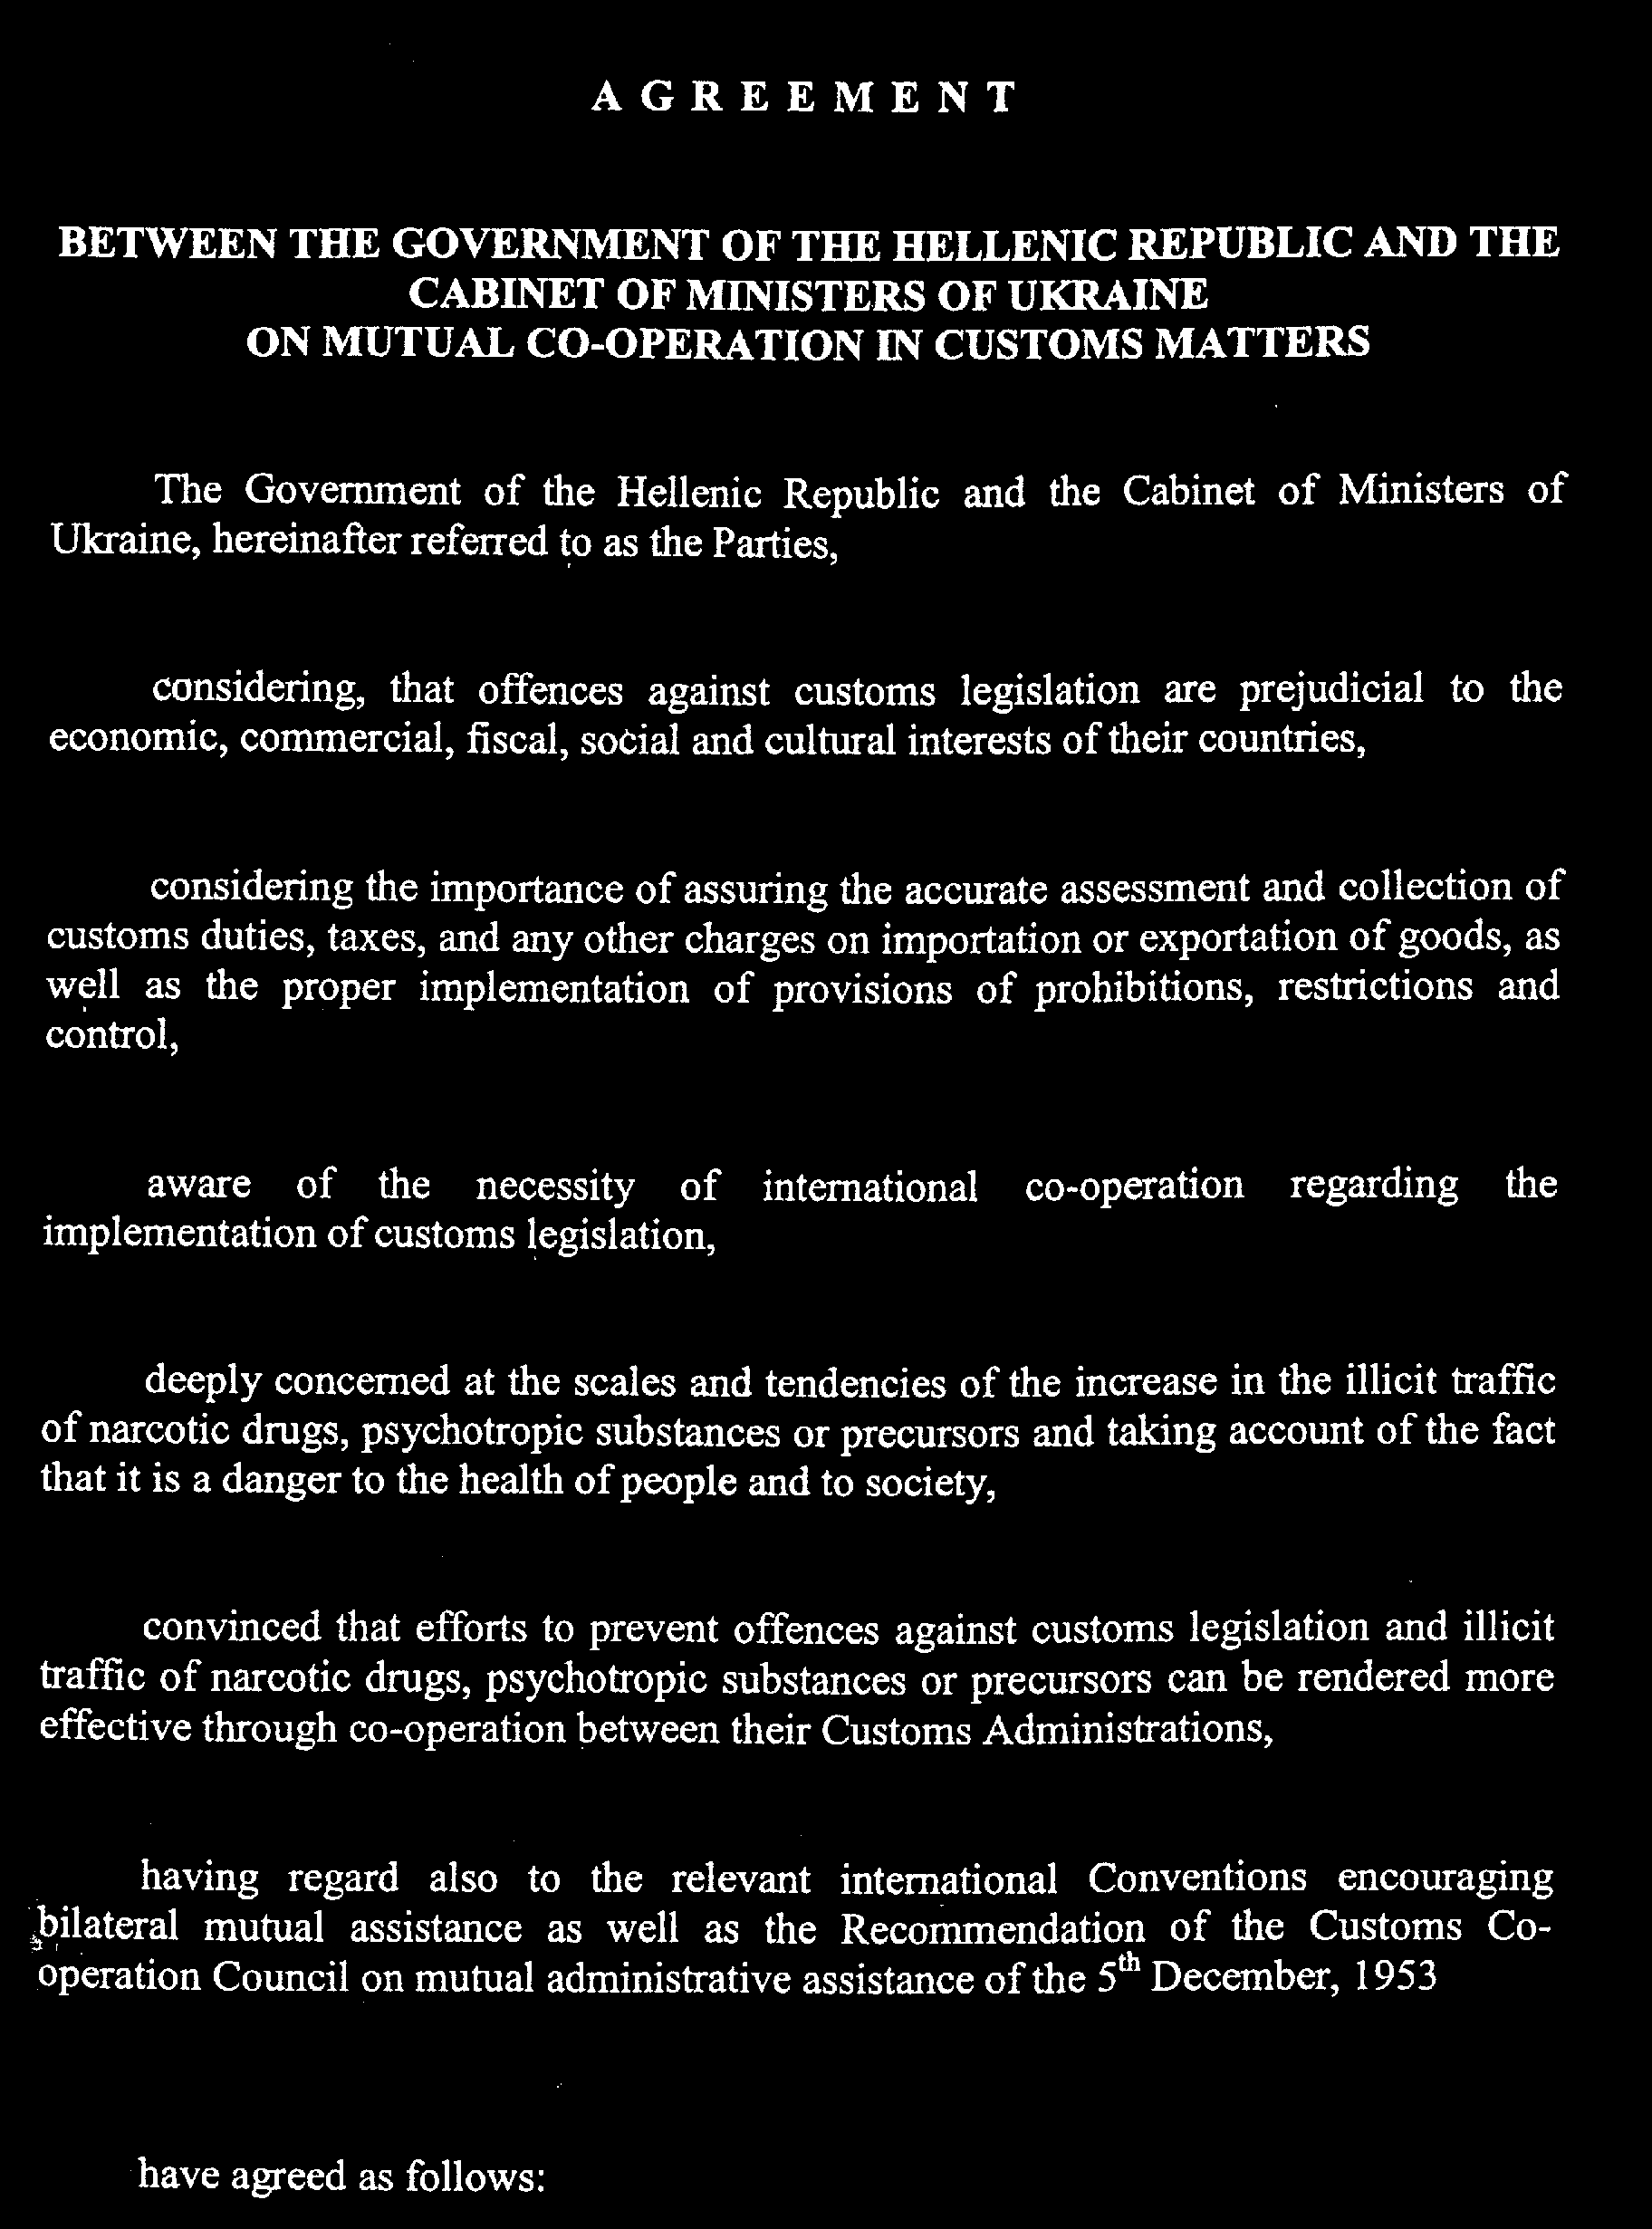 A G R E E M E N T
BETWEEN THE GOVERNMENT OF THE HELLENIC REPUBLIC AND THE
CABINET OF MINISTERS OF UKRAINE
ON MUTUAL CO-OPERATION IN CUSTOMS MATTERS
The Government of the Hellenic Republic and the Cabinet of Ministers of
Ukraine, hereinafter referred to as the Parties,
considering, that offences against customs legislation are prejudicial to the
economic, commercial, fiscal, social and cultural interests of their countries,
considering the importance of assuring the accurate assessment and collection of
customs duties, taxes, and any other charges on importation or exportation of goods, as
well as the proper implementation of provisions of prohibitions, restrictions and
control,
aware of the necessity of international co-operation regarding the
implementation of customs legislation,
deeply concerned at the scales and tendencies of the increase in the illicit traffic
of narcotic drugs, psychotropic substances or precursors and taking account of the fact
that it is a danger to the health of people and to society,
convinced that efforts to prevent offences against customs legislation and illicit
traffic of narcotic drugs, psychotropic substances or precursors can be rendered more
effective through co-operation between their Customs Administrations,
having regard also to the relevant international Conventions encouraging
bilateral mutual assistance as well as the Recommendation of the Customs Co-
operation Council on mutual administrative assistance of the 5th December, 1953
have agreed as follows: